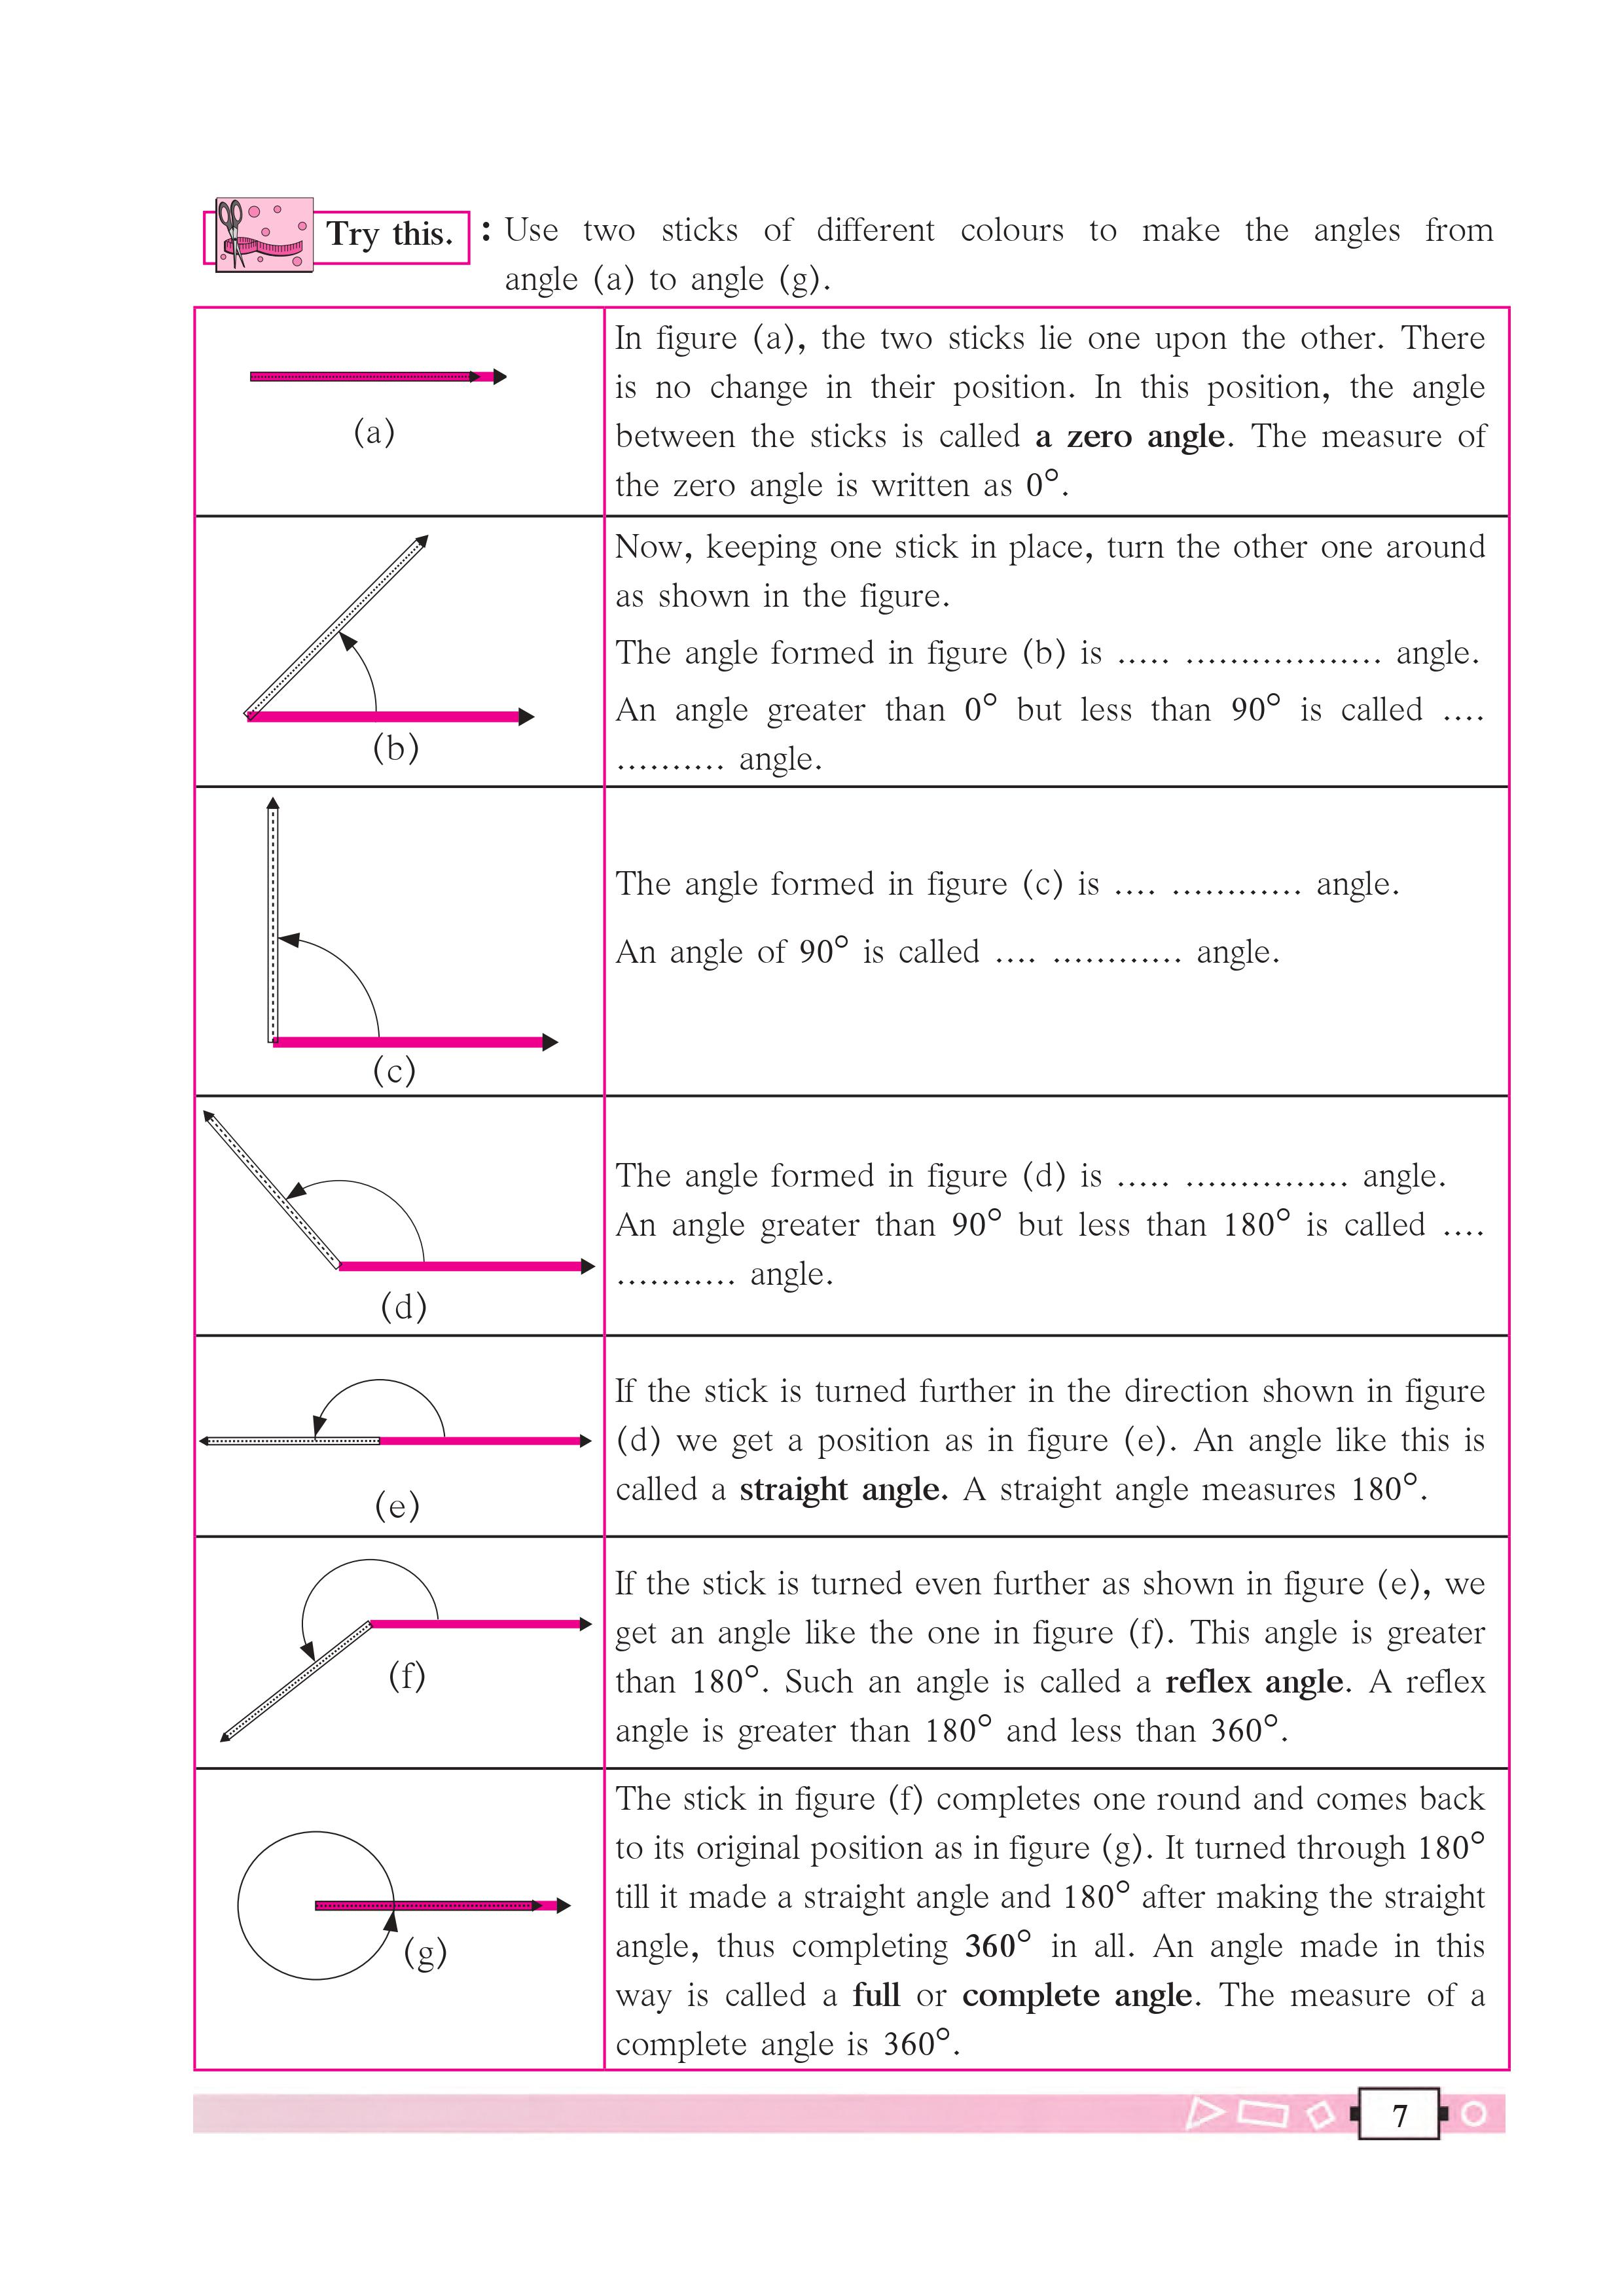 Try this. : Use two sticks of different colours to make the angles from
angle (a) to angle (g).
(a)
In figure (a), the two sticks lie one upon the other. There
is no change in their position. In this position, the angle
between the sticks is called a zero angle. The measure of
the zero angle is written as 0°.
(b)
Now, keeping one stick in place, turn the other one around
as shown in the figure.
The angle formed in figure (b) is ..... .................. angle.
An angle greater than 0° but less than 90° is called ....
.......... angle.
(c)
The angle formed in figure (c) is .... ............ angle.
An angle of 90° is called .... ............ angle.
(d)
The angle formed in figure (d) is ..... ............... angle.
An angle greater than 90° but less than 180° is called ....
........... angle.
(e)
If the stick is turned further in the direction shown in figure
(d) we get a position as in figure (e). An angle like this is
called a straight angle. A straight angle measures 180°.
(f)
If the stick is turned even further as shown in figure (e), we
get an angle like the one in figure (f). This angle is greater
than 180°. Such an angle is called a reflex angle. A reflex
angle is greater than 180° and less than 360°.
(g)
The stick in figure (f) completes one round and comes back
to its original position as in figure (g). It turned through 180°
till it made a straight angle and 180° after making the straight
angle, thus completing 360° in all. An angle made in this
way is called a full or complete angle. The measure of a
complete angle is 360°.
7